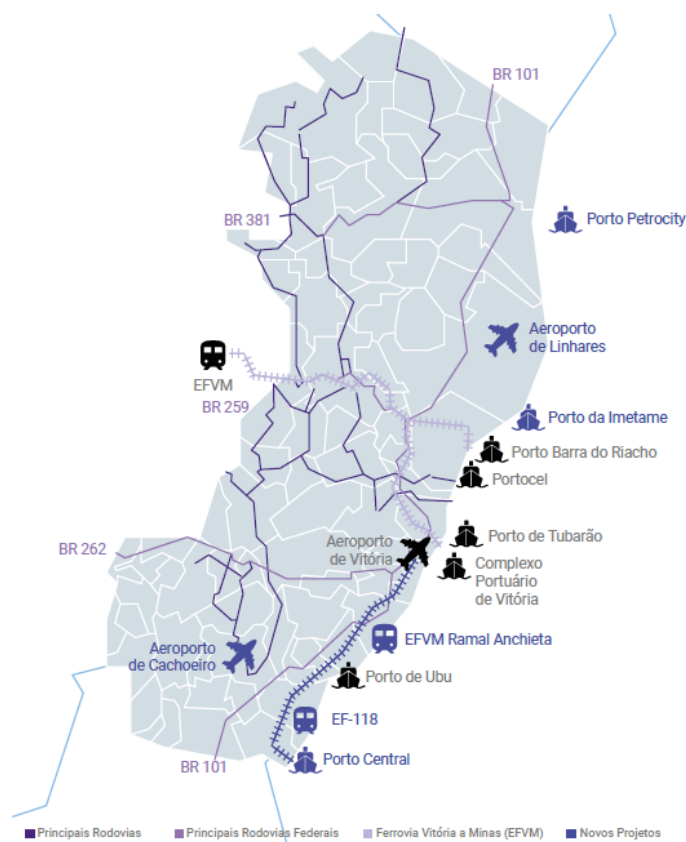 BR 101
BR 381
Porto Petrocity
Aeroporto
de Linhares
EFVM
BR 259
Porto da Imetame
Porto Barra do Riacho
Portocel
BR 262
Aeroporto
de Vitória
Porto de Tubarão
Complexo
Portuário
de Vitória
Aeroporto
de Cachoeiro
EFVM Ramal Anchieta
Porto de Ubu
EF-118
BR 101
Porto Central
Principais Rodovias
Principais Rodovias Federais
Ferrovia Vitória a Minas (EFVM)
Novos Projetos